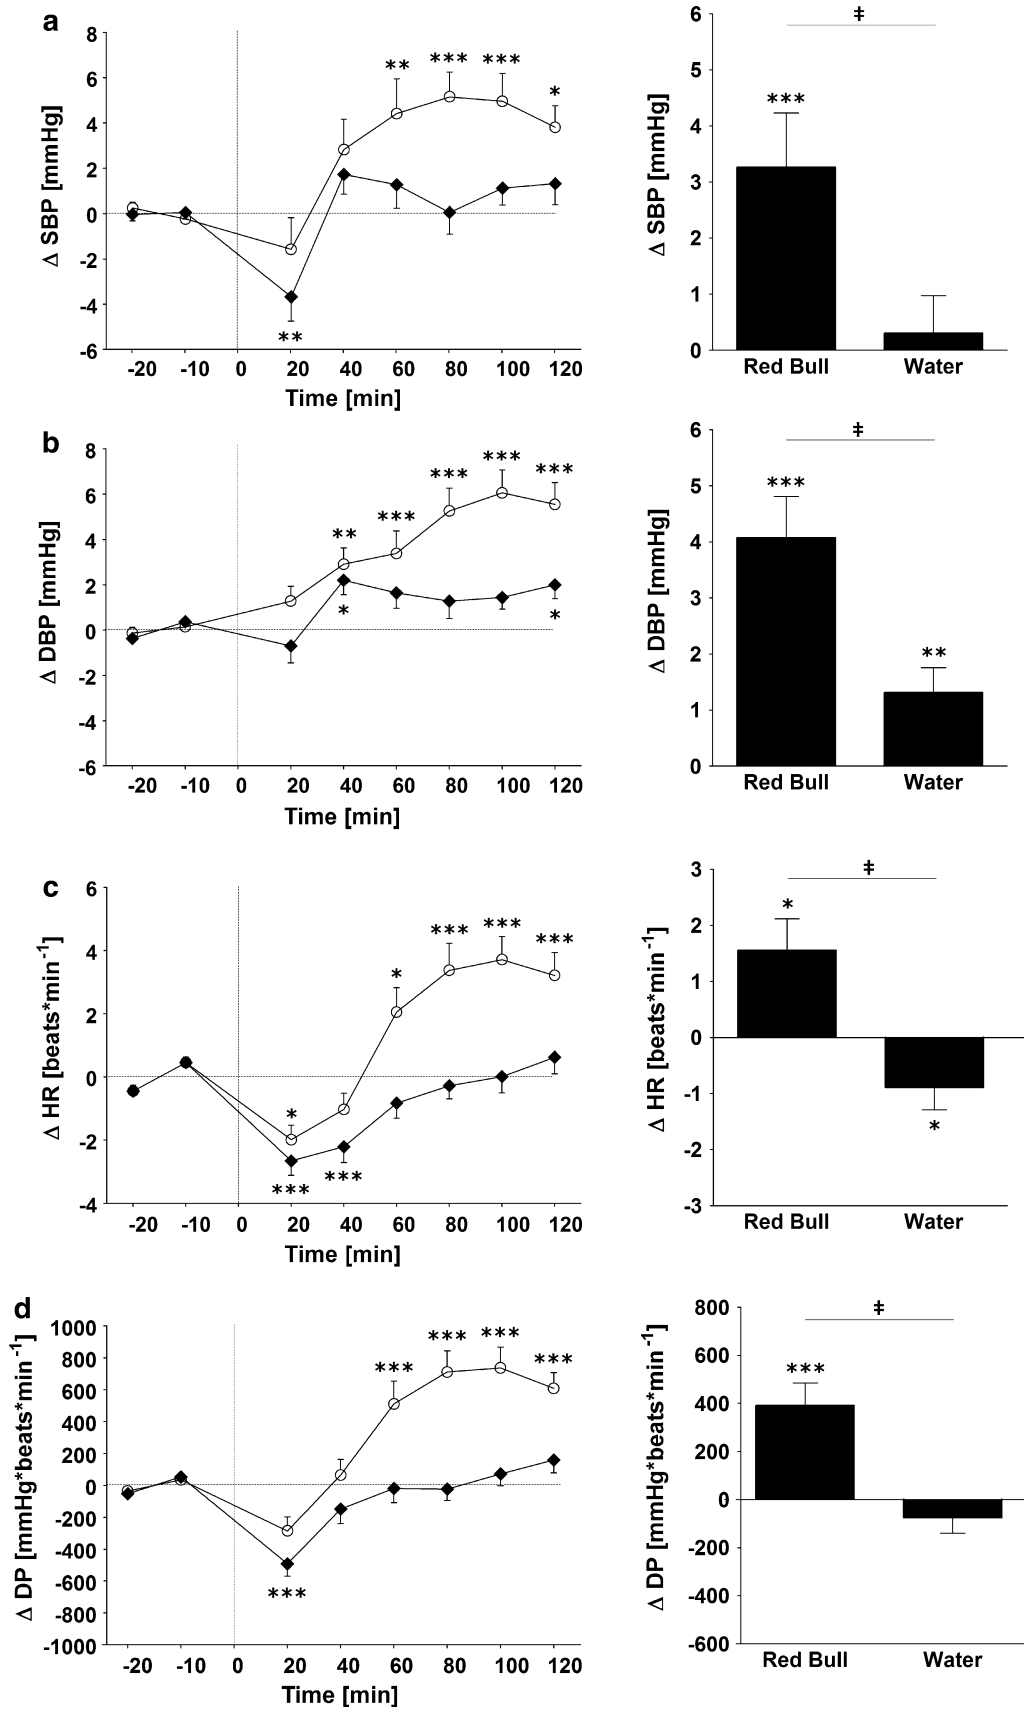 a
Δ SBP [mmHg]
8
6
4
2
0
-2
-4
-6
** *** *** *
**
-20 -10 0 20 40 60 80 100 120
Time [min]
Δ SBP [mmHg]
6
5
4
3
2
1
0
‡
***
Red Bull Water
b
Δ DBP [mmHg]
8
6
4
2
0
-2
-4
-6
** *** *** *** ***
* *
-20 -10 0 20 40 60 80 100 120
Time [min]
Δ DBP [mmHg]
6
5
4
3
2
1
0
‡
***
**
Red Bull Water
c
Δ HR [beats*min-1]
6
4
2
0
-2
-4
* * *** *** ***
*** ***
-20 -10 0 20 40 60 80 100 120
Time [min]
Δ HR [beats*min-1]
3
2
1
0
-1
-2
-3
‡
*
*
Red Bull Water
d
Δ DP [mmHg*beats*min-1]
1000
800
600
400
200
0
-200
-400
-600
-800
-1000
*** *** *** ***
***
-20 -10 0 20 40 60 80 100 120
Time [min]
Δ DP [mmHg*beats*min-1]
800
600
400
200
0
-200
-400
-600
‡
***
Red Bull Water